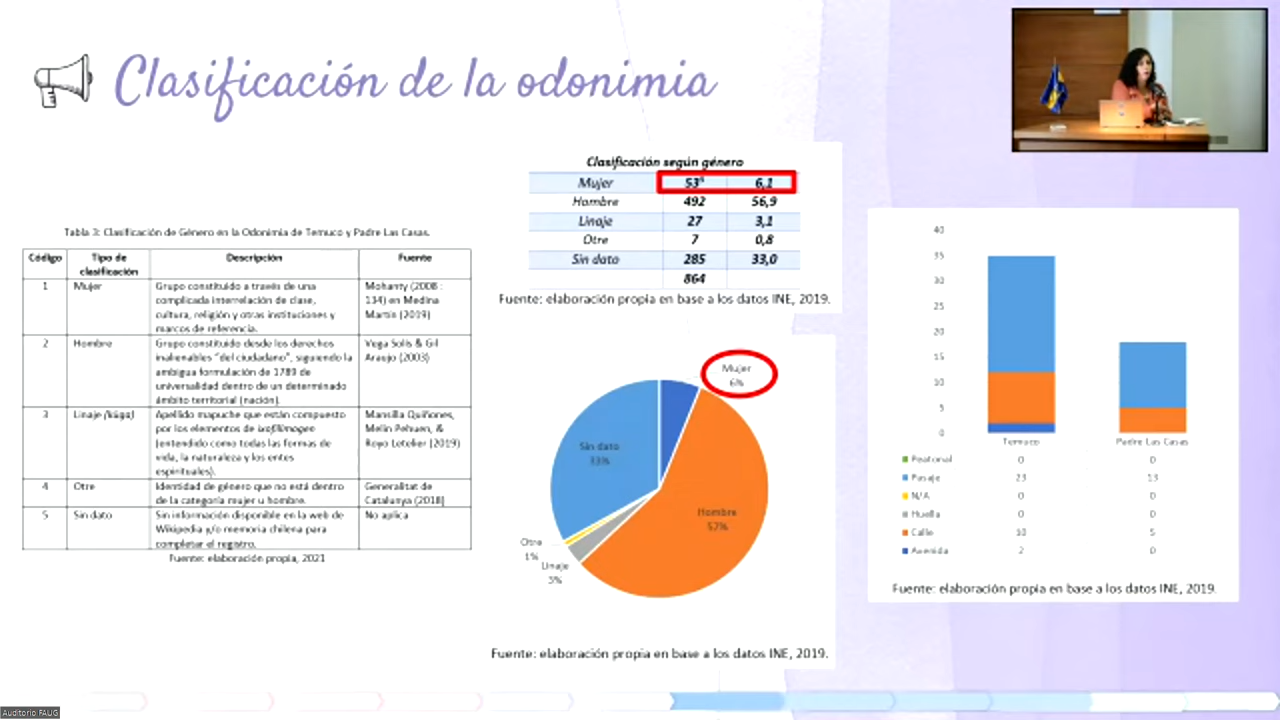 Clasificación de la odonimia
Tabla 3: Clasificación de Género en la Odonimia de Temuco y Padre Las Casas.
Código Tipo de clasificación Descripción Fuente
1 Mujer Grupo constituido a través de una complicada interrelación de clase, cultura, religión y otras instituciones y marcos de referencia. Mohanty (2008: 134) en Medina Martín (2019)
2 Hombre Grupo constituido desde los derechos inalienables "del ciudadano", siguiendo la ambigua formulación de 1789 de universalidad dentro de un determinado ámbito territorial (nación). Vega Solís & Gil Araujo (2003)
3 Linaje (küga) Apellido mapuche que están compuesto por los elementos de (entendido como todas las formas de vida, la naturaleza y los entes espirituales). Mansilla Quiñones, Melin Pehuen, & Royo Letelier (2019)
4 Otre Identidad de género que no está dentro de la categoría mujer u hombre. Generalitat de Catalunya (2018)
5 Sin dato Sin información disponible en la web de Wikipedia y/o memoria chilena para completar el registro. No aplica
Fuente: elaboración propia, 2021
Clasificación según género
Mujer 53⁵ 6,1
Hombre 492 56,9
Linaje 27 3,1
Otre 7 0,8
Sin dato 285 33,0
864
Fuente: elaboración propia en base a los datos INE, 2019.
Mujer
6%
Sin dato
33%
Hombre
57%
Otre
1%
Linaje
3%
Fuente: elaboración propia en base a los datos INE, 2019.
40
35
30
25
20
15
10
5
0
Temuco Padre Las Casas
Peatonal 0 0
Pasaje 23 13
N/A 0 0
Huella 0 0
Calle 10 5
Avenida 2 0
Fuente: elaboración propia en base a los datos INE, 2019.
Auditorio FAUG